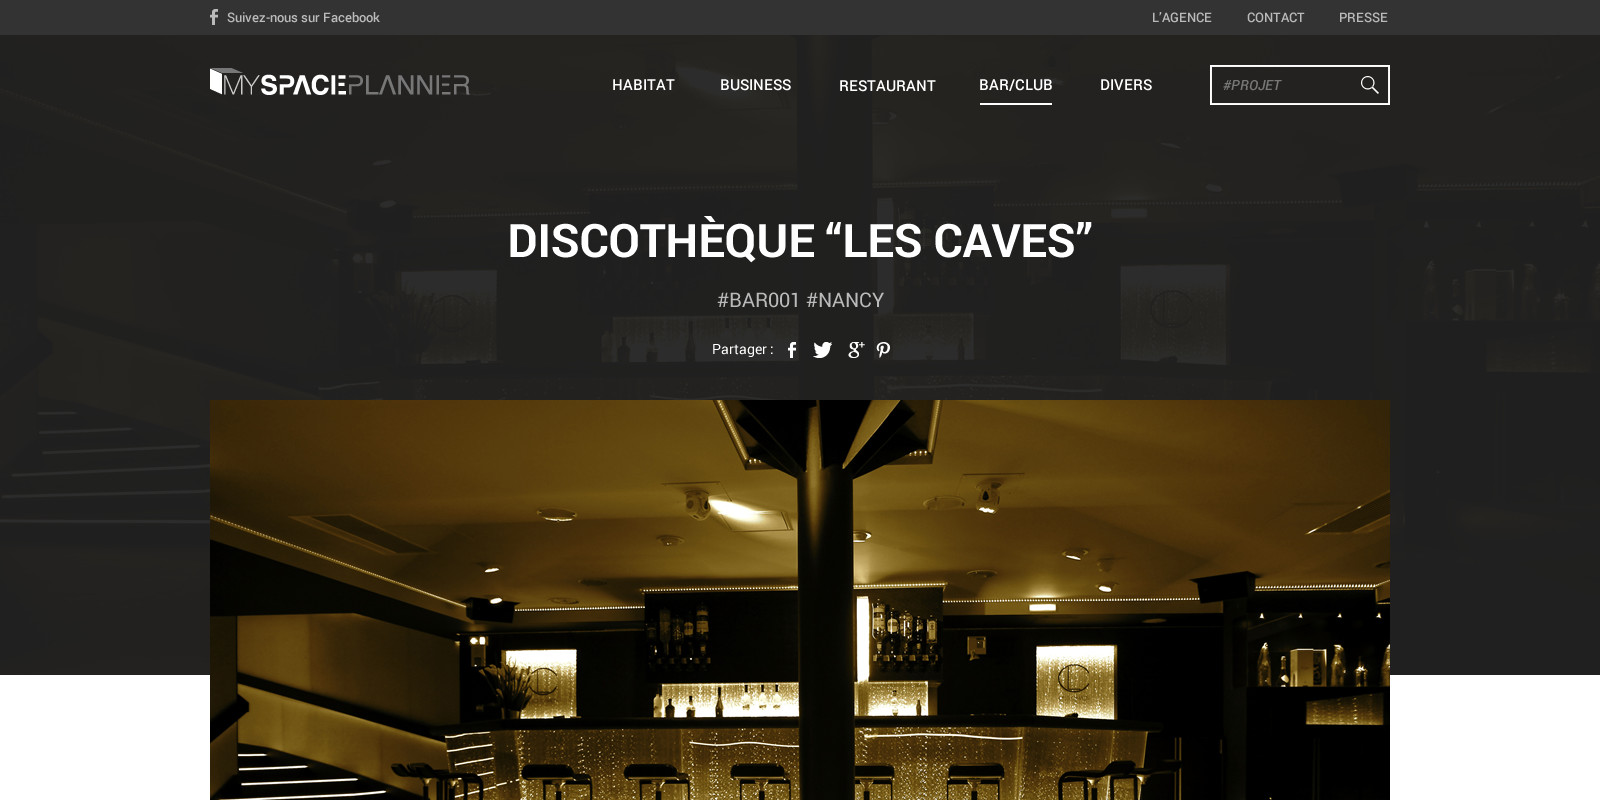 Suivez-nous sur Facebook
L'AGENCE
CONTACT
PRESSE
MYSPACEPLANNER
HABITAT
BUSINESS
RESTAURANT
BAR/CLUB
DIVERS
#PROJET
DISCOTHÈQUE “LES CAVES”
#BAR001 #NANCY
Partager :